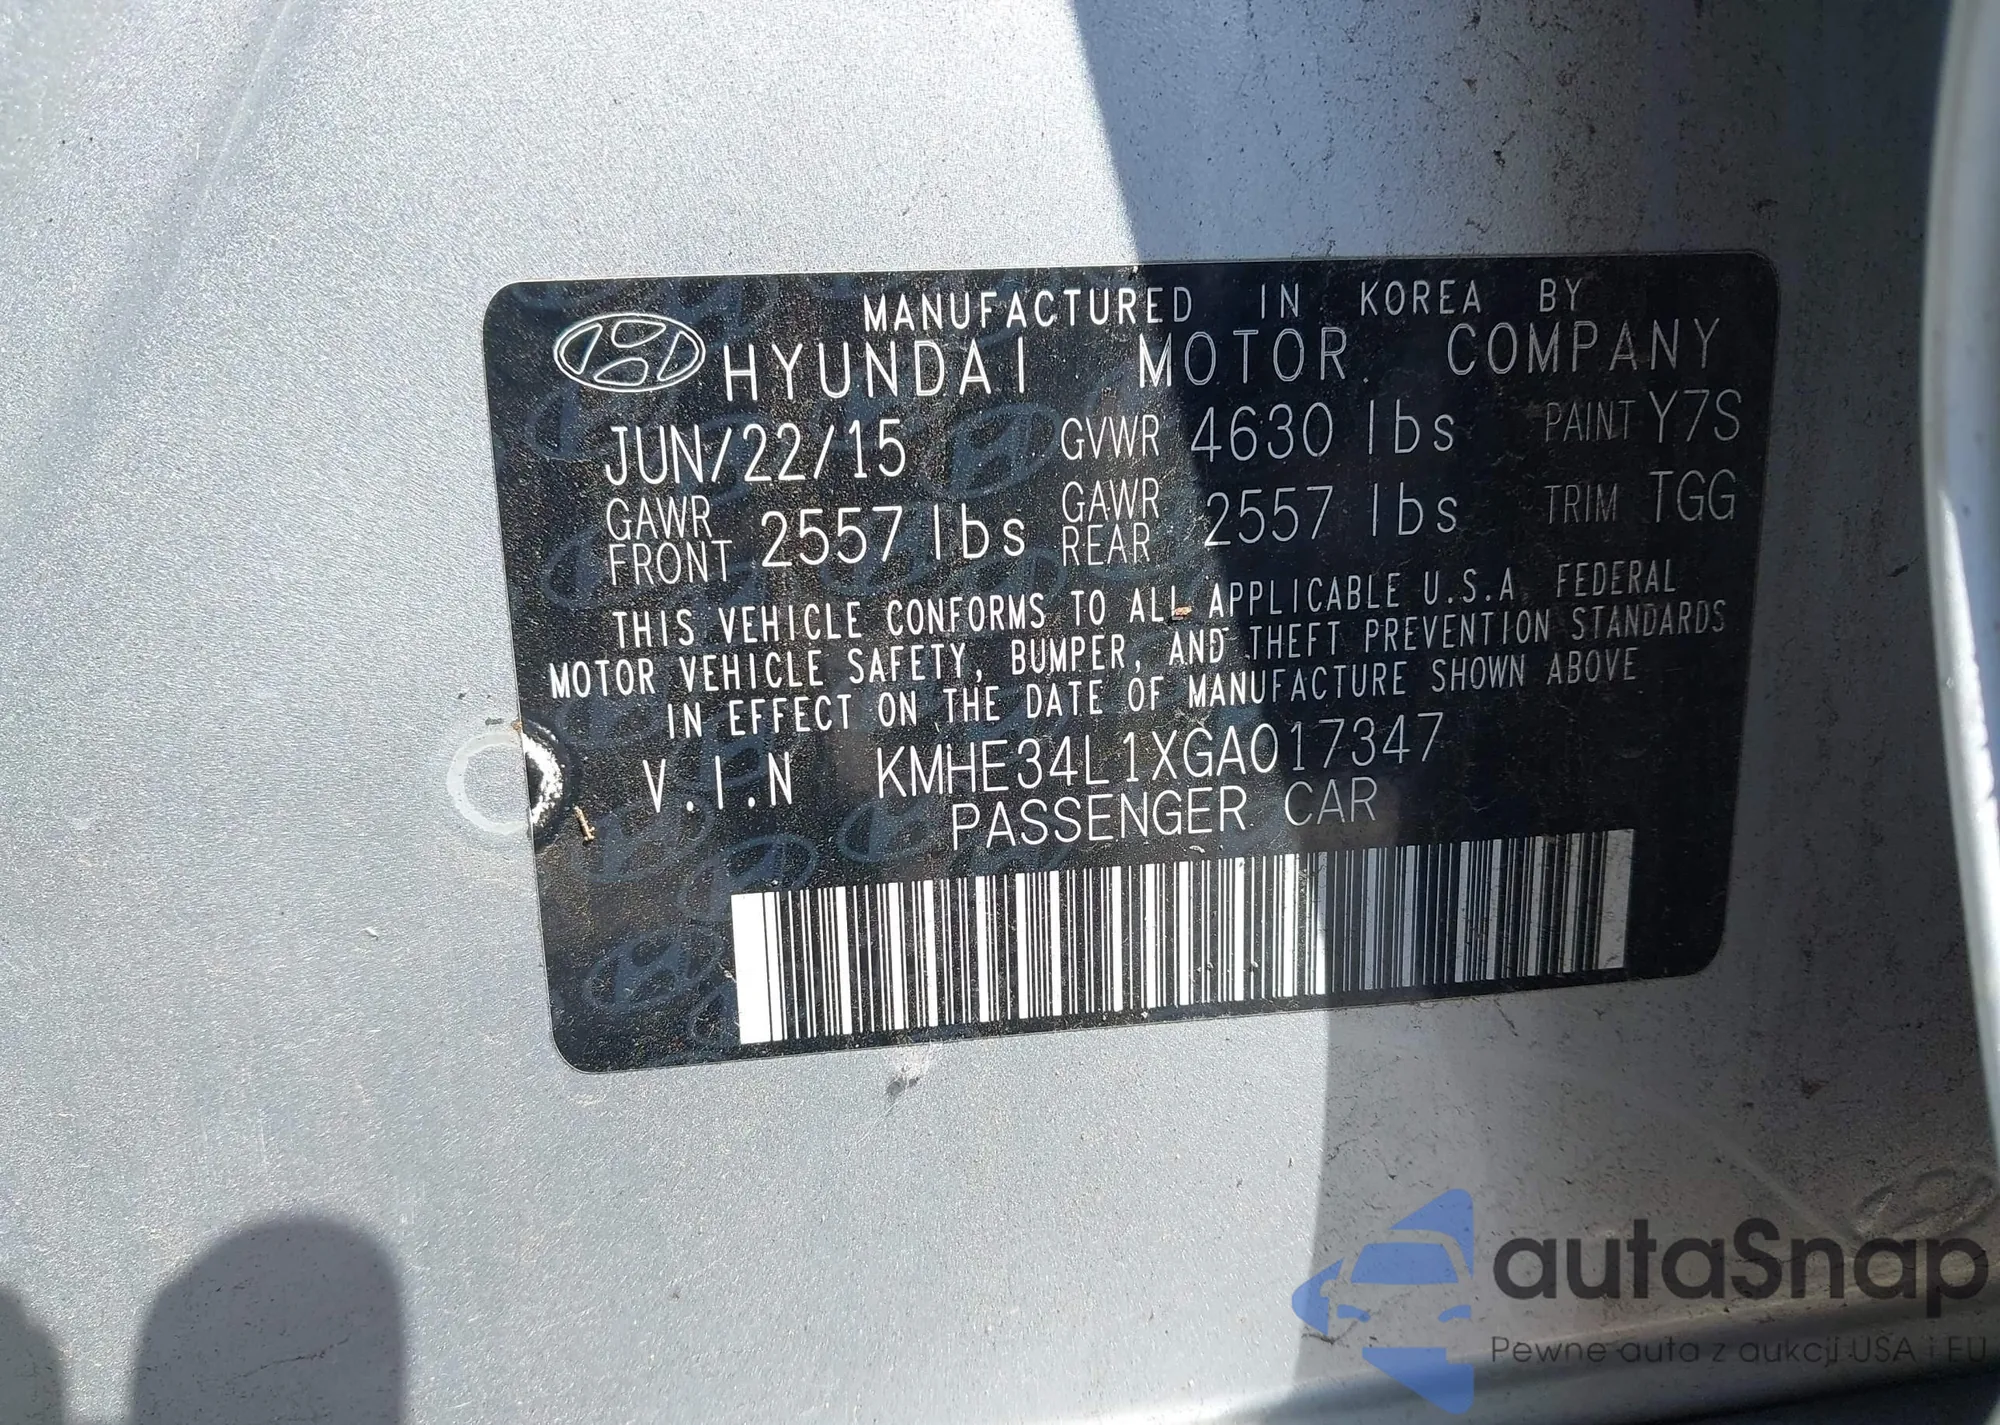 MANUFACTURED IN KOREA BY
HYUNDAI MOTOR COMPANY
JUN/22/15 GVWR 4630 lbs PAINT Y7S
GAWR FRONT 2557 lbs GAWR REAR 2557 lbs TRIM TGG
THIS VEHICLE CONFORMS TO ALL APPLICABLE U.S.A FEDERAL
MOTOR VEHICLE SAFETY, BUMPER, AND THEFT PREVENTION STANDARDS
IN EFFECT ON THE DATE OF MANUFACTURE SHOWN ABOVE
V.I.N KMHE34L1XGA017347
PASSENGER CAR
autaSnap
Pewne auta z aukcji USA i EU